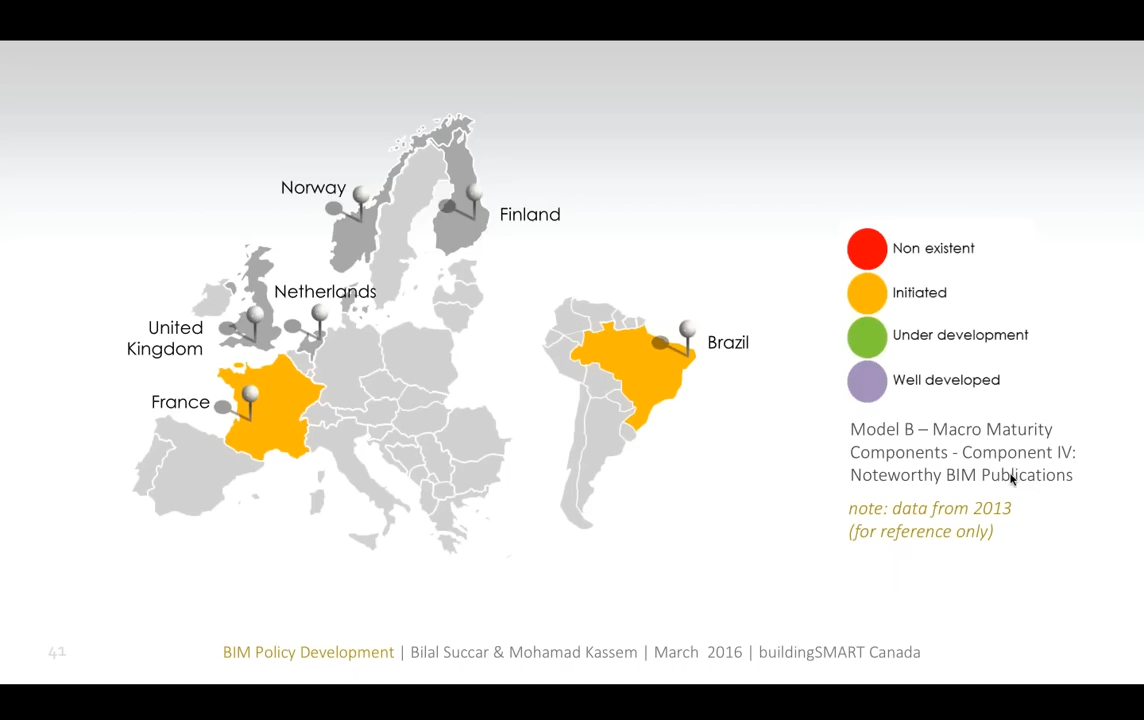 Norway
Finland
Netherlands
United
Kingdom
France
Brazil
Non existent
Initiated
Under development
Well developed
Model B – Macro Maturity
Components - Component IV:
Noteworthy BIM Publications
note: data from 2013
(for reference only)
41
BIM Policy Development | Bilal Succar & Mohamad Kassem | March 2016 | buildingSMART Canada